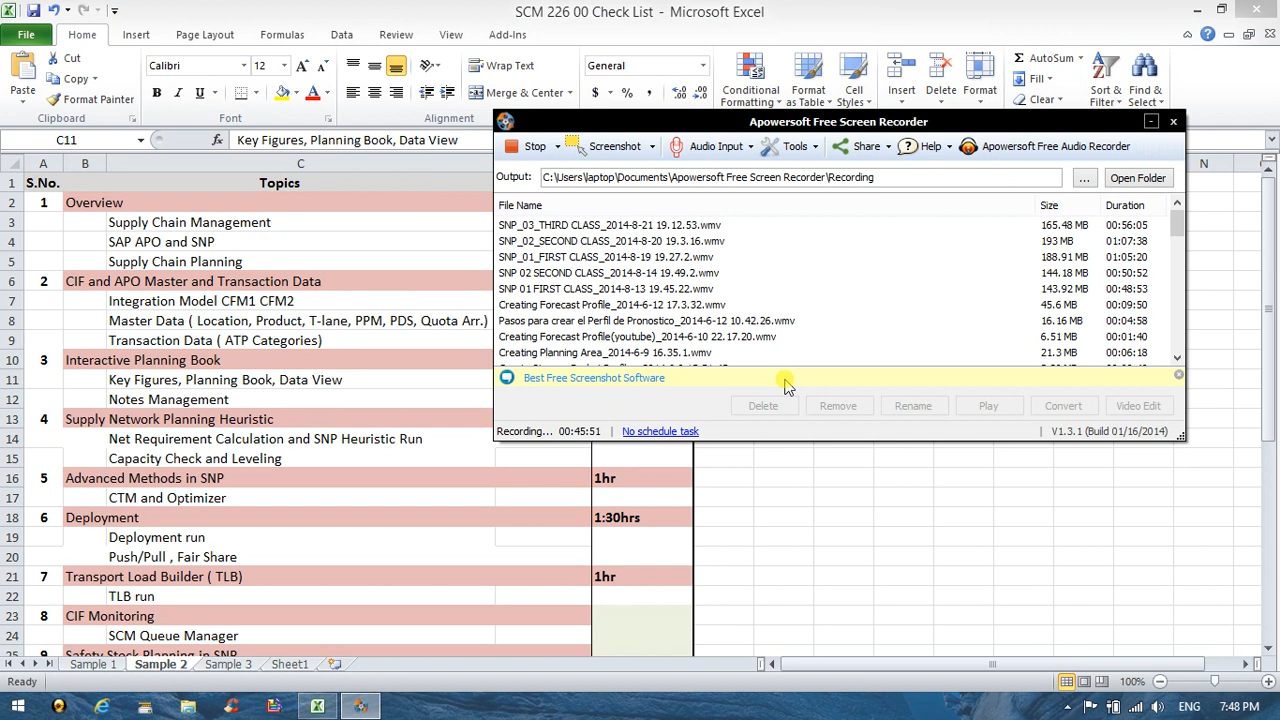 SCM 226 00 Check List - Microsoft Excel
File Home Insert Page Layout Formulas Data Review View Add-Ins
Cut
Copy
Format Painter
Paste
Calibri 12
B I U
Wrap Text
Merge & Center
General
$ % ,
Conditional Formatting
Format as Table
Cell Styles
Insert Delete Format
AutoSum
Fill
Clear
Sort & Filter
Find & Select
Clipboard Font Alignment
C11 fx Key Figures, Planning Book, Data View
Apowersoft Free Screen Recorder
Stop Screenshot Audio Input Tools Share Help Apowersoft Free Audio Recorder
Output: C:\Users\laptop\Documents\Apowersoft Free Screen Recorder\Recording ... Open Folder
File Name Size Duration
SNP_03_THIRD CLASS_2014-8-21 19.12.53.wmv 165.48 MB 00:56:05
SNP_02_SECOND CLASS_2014-8-20 19.3.16.wmv 193 MB 01:07:38
SNP_01_FIRST CLASS_2014-8-19 19.27.2.wmv 188.91 MB 01:05:20
SNP 02 SECOND CLASS_2014-8-14 19.49.2.wmv 144.18 MB 00:50:52
SNP 01 FIRST CLASS_2014-8-13 19.45.22.wmv 143.92 MB 00:48:53
Creating Forecast Profile_2014-6-12 17.3.32.wmv 45.6 MB 00:09:50
Pasos para crear el Perfil de Pronostico_2014-6-12 10.42.26.wmv 16.16 MB 00:04:58
Creating Forecast Profile(youtube)_2014-6-10 22.17.20.wmv 6.51 MB 00:01:40
Creating Planning Area_2014-6-9 16.35.1.wmv 21.3 MB 00:06:18
Best Free Screenshot Software
Delete Remove Rename Play Convert Video Edit
Recording... 00:45:51 No schedule task V1.3.1 (Build 01/16/2014)
A B C N
1 S.No. Topics
2 1 Overview
3 Supply Chain Management
4 SAP APO and SNP
5 Supply Chain Planning
6 2 CIF and APO Master and Transaction Data
7 Integration Model CFM1 CFM2
8 Master Data ( Location, Product, T-lane, PPM, PDS, Quota Arr.)
9 Transaction Data ( ATP Categories)
10 3 Interactive Planning Book
11 Key Figures, Planning Book, Data View
12 Notes Management
13 4 Supply Network Planning Heuristic
14 Net Requirement Calculation and SNP Heuristic Run
15 Capacity Check and Leveling
16 5 Advanced Methods in SNP 1hr
17 CTM and Optimizer
18 6 Deployment 1:30hrs
19 Deployment run
20 Push/Pull , Fair Share
21 7 Transport Load Builder ( TLB) 1hr
22 TLB run
23 8 CIF Monitoring
24 SCM Queue Manager
25 9 Safety Stock Planning in SNP
Sample 1 Sample 2 Sample 3 Sheet1
Ready 100%
ENG 7:48 PM